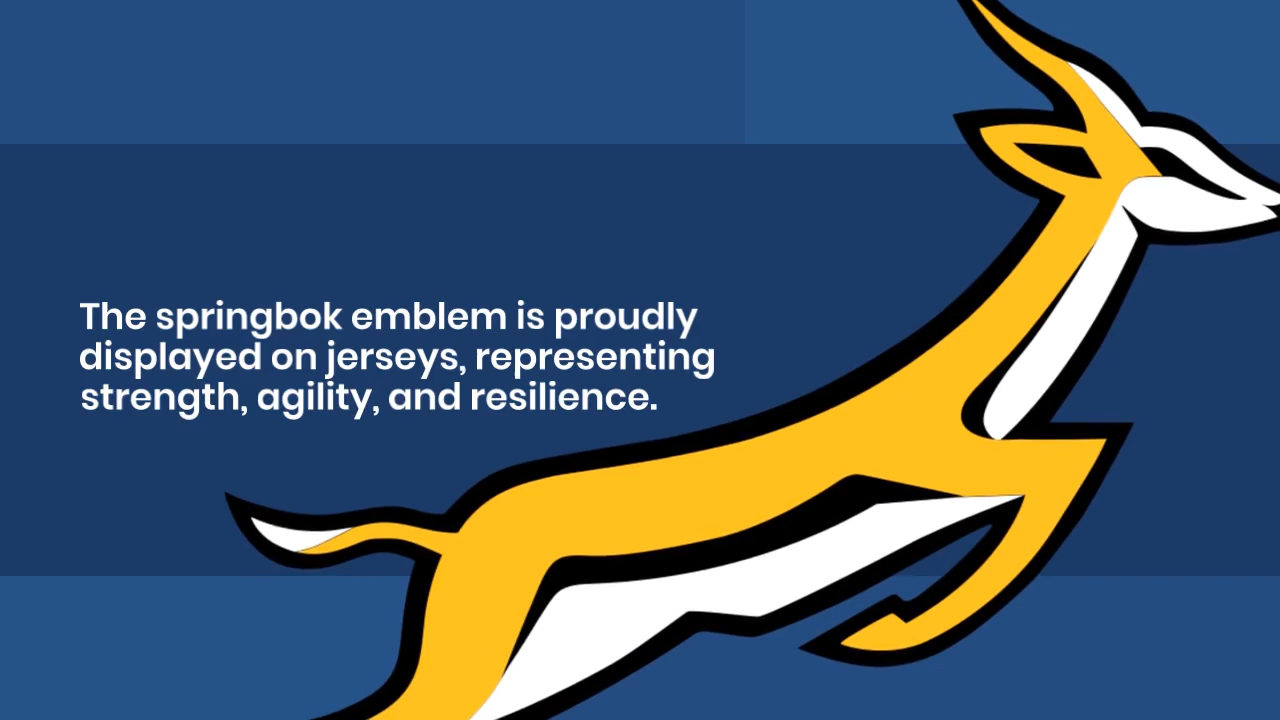 The springbok emblem is proudly
displayed on jerseys, representing
strength, agility, and resilience.